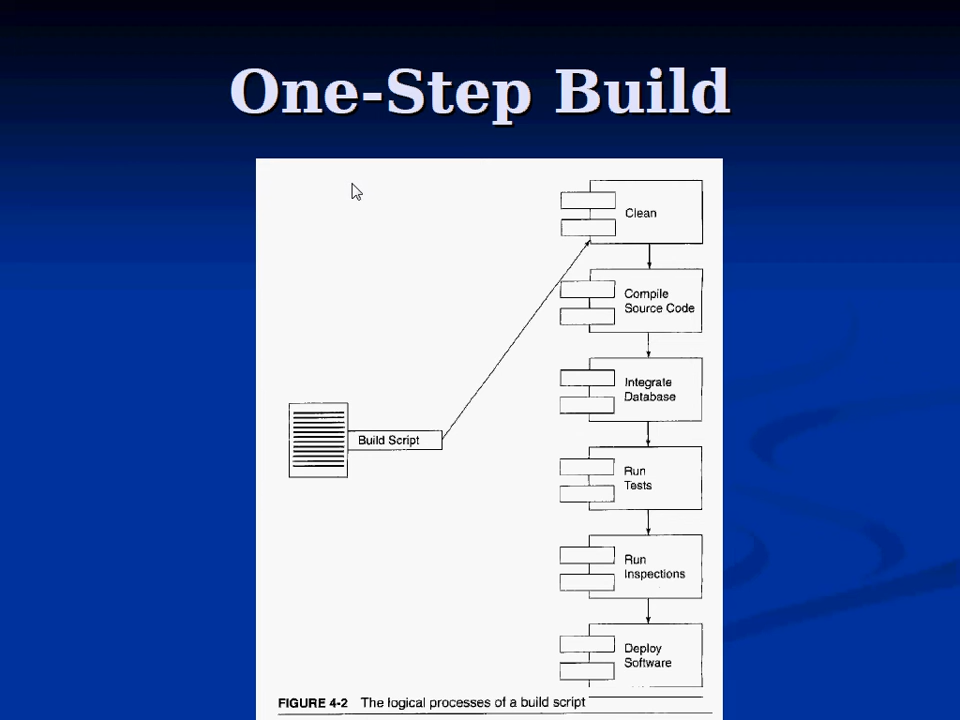 One-Step Build
Clean
Compile
Source Code
Integrate
Database
Build Script
Run
Tests
Run
Inspections
Deploy
Software
FIGURE 4-2 The logical processes of a build script